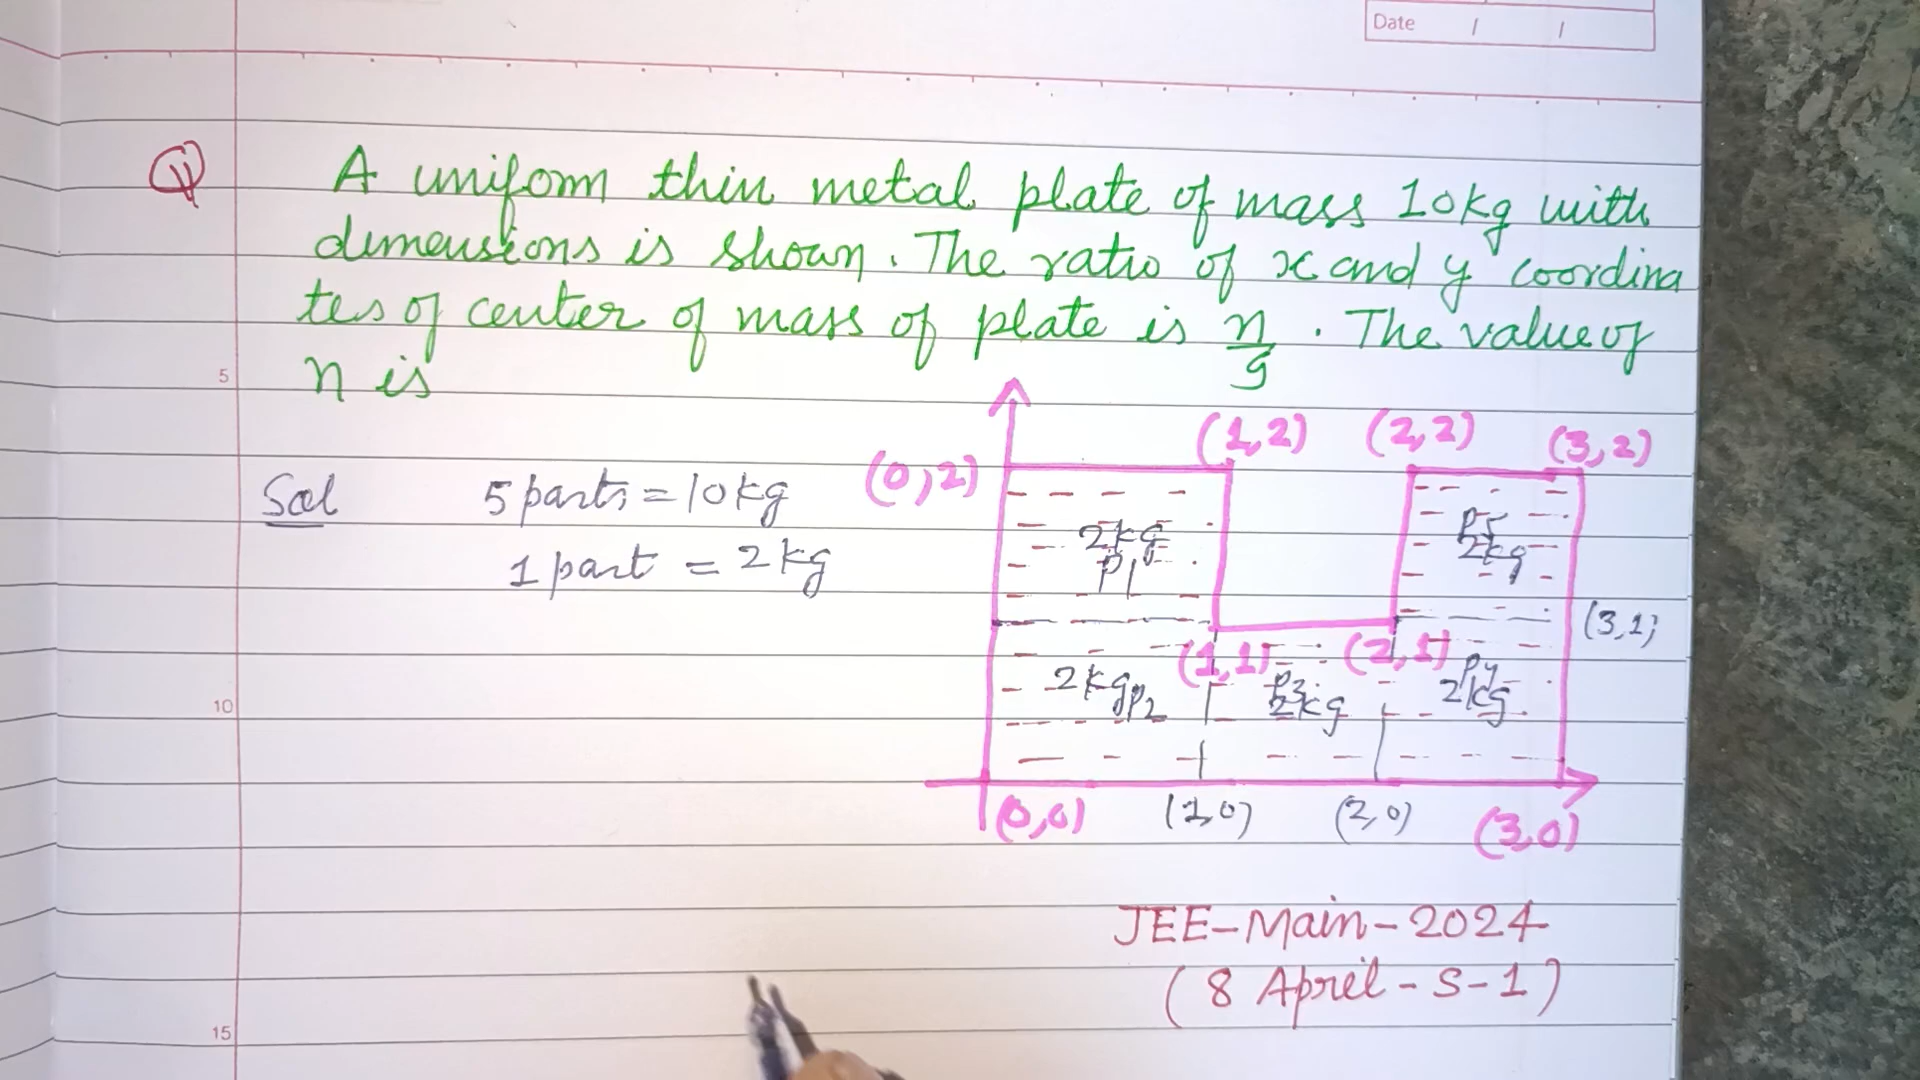 Date / /
Q A uniform thin metal plate of mass 10kg with
dimensions is shown. The ratio of x and y coordina
tes of center of mass of plate is n/9. The value of
5 n is
(1,2) (2,2) (3,2)
Sol 5 parts = 10kg (0,2)
1 part = 2kg
2kg P1
P5 2kg
(3,1)
(1,1) (2,1)
2kg P2 P3 2kg P4 2kg
10
(0,0) (1,0) (2,0) (3,0)
JEE-Main-2024
(8 April-S-1)
15